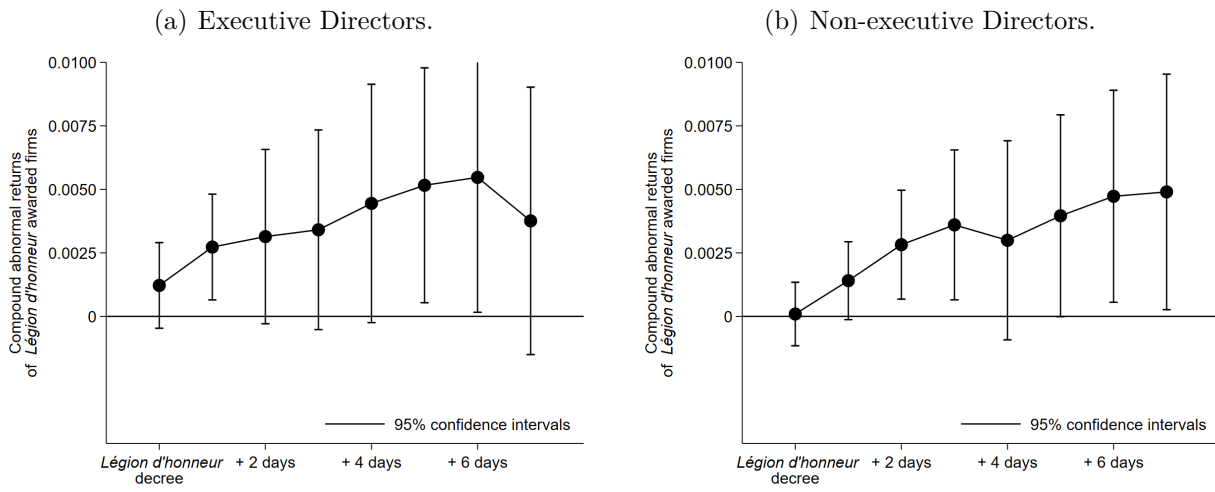 (a) Executive Directors.
Compound abnormal returns
of Légion d'honneur awarded firms
0.0100
0.0075
0.0050
0.0025
0
95% confidence intervals
Légion d'honneur
decree
+ 2 days
+ 4 days
+ 6 days
(b) Non-executive Directors.
Compound abnormal returns
of Légion d'honneur awarded firms
0.0100
0.0075
0.0050
0.0025
0
95% confidence intervals
Légion d'honneur
decree
+ 2 days
+ 4 days
+ 6 days